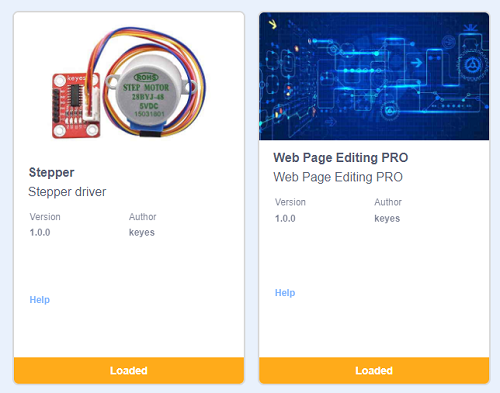 keyes
ROHS
STEP MOTOR
28BYJ-48
5VDC
15031801
Stepper
Stepper driver
Version
Author
1.0.0
keyes
Help
Loaded
Web Page Editing PRO
Web Page Editing PRO
Version
Author
1.0.0
keyes
Help
Loaded